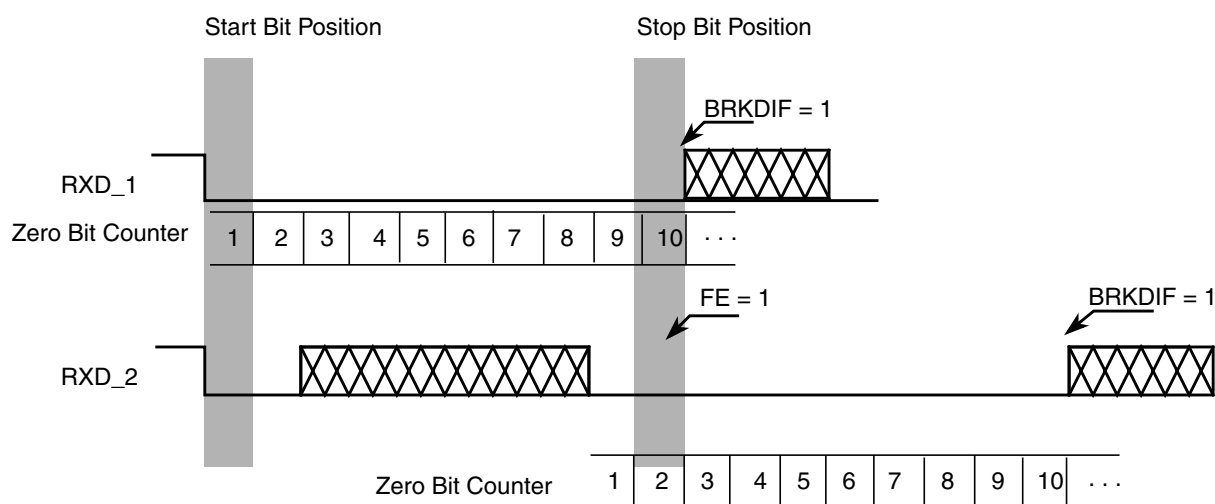 Start Bit Position Stop Bit Position
BRKDIF = 1
RXD_1
Zero Bit Counter 1 2 3 4 5 6 7 8 9 10 . . .
FE = 1 BRKDIF = 1
RXD_2
Zero Bit Counter 1 2 3 4 5 6 7 8 9 10 . . .